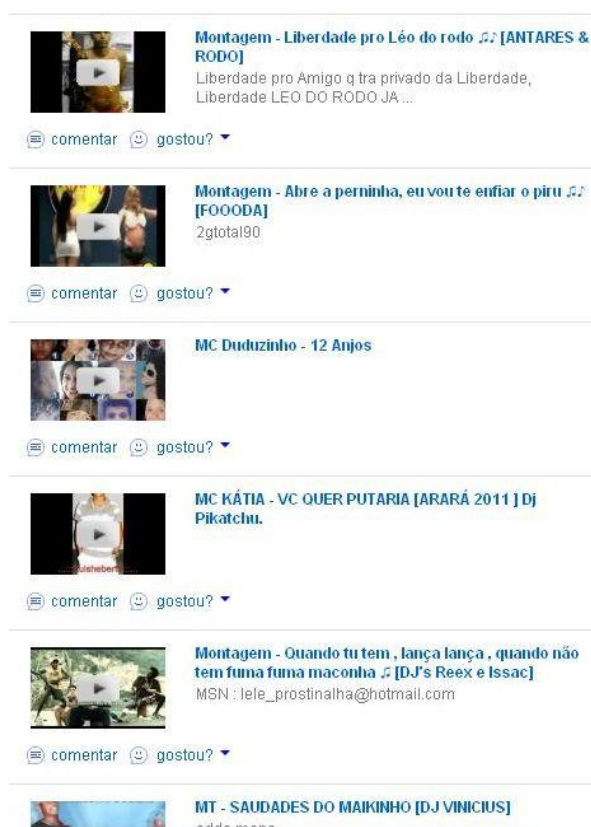 Montagem - Liberdade pro Léo do rodo ♫♪ [ANTARES &
RODO]
Liberdade pro Amigo q tra privado da Liberdade,
Liberdade LEO DO RODO JA ...
comentar gostou?
Montagem - Abre a perninha, eu vou te enfiar o piru ♫♪
[FOOODA]
2gtotal90
comentar gostou?
MC Duduzinho - 12 Anjos
comentar gostou?
MC KÁTIA - VC QUER PUTARIA [ARARÁ 2011 ] Dj
Pikatchu.
comentar gostou?
Montagem - Quando tu tem , lança lança , quando não
tem fuma fuma maconha ♫ [DJ's Reex e Issac]
MSN : lele_prostinalha@hotmail.com
comentar gostou?
MT - SAUDADES DO MAIKINHO [DJ VINICIUS]